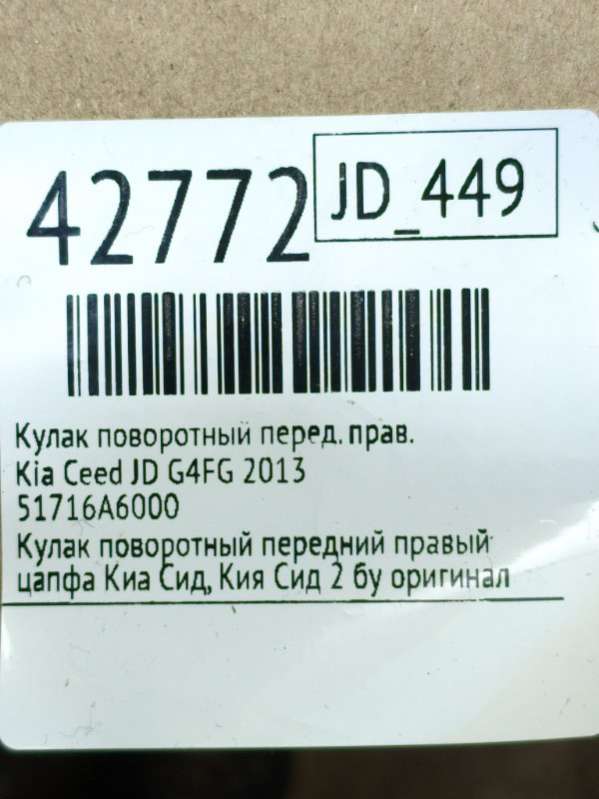 42772
JD_449
Кулак поворотный перед. прав.
Kia Ceed JD G4FG 2013
51716A6000
Кулак поворотный передний правый
цапфа Киа Сид, Кия Сид 2 бу оригинал